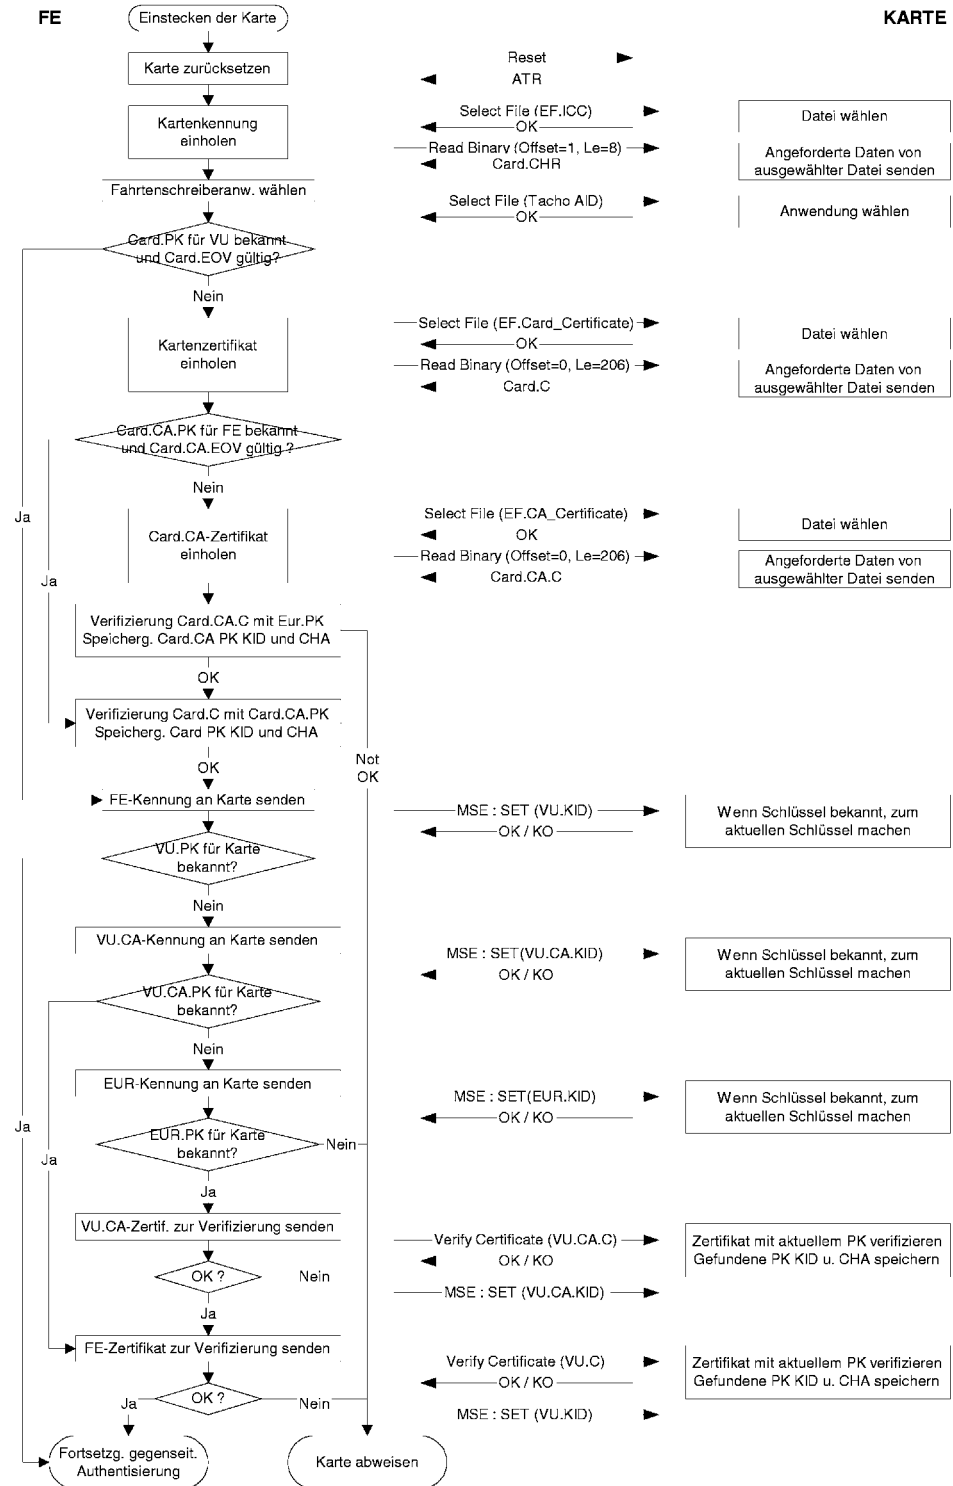 FE
KARTE
Einstecken der Karte
Karte zurücksetzen
Reset
ATR
Kartenkennung
einholen
Select File (EF.ICC)
OK
Datei wählen
Read Binary (Offset=1, Le=8)
Card.CHR
Angeforderte Daten von
ausgewählter Datei senden
Fahrtenschreiberanw. wählen
Select File (Tacho AID)
OK
Anwendung wählen
Card.PK für VU bekannt
und Card.EOV gültig?
Nein
Kartenzertifikat
einholen
Select File (EF.Card_Certificate)
OK
Datei wählen
Read Binary (Offset=0, Le=206)
Card.C
Angeforderte Daten von
ausgewählter Datei senden
Card.CA.PK für FE bekannt
und Card.CA.EOV gültig ?
Nein
Ja
Card.CA-Zertifikat
einholen
Select File (EF.CA_Certificate)
OK
Datei wählen
Read Binary (Offset=0, Le=206)
Card.CA.C
Angeforderte Daten von
ausgewählter Datei senden
Ja
Verifizierung Card.CA.C mit Eur.PK
Speicherg. Card.CA PK KID und CHA
OK
Verifizierung Card.C mit Card.CA.PK
Speicherg. Card PK KID und CHA
OK
Not
OK
FE-Kennung an Karte senden
MSE : SET (VU.KID)
OK / KO
Wenn Schlüssel bekannt, zum
aktuellen Schlüssel machen
VU.PK für Karte
bekannt?
Nein
VU.CA-Kennung an Karte senden
MSE : SET(VU.CA.KID)
OK / KO
Wenn Schlüssel bekannt, zum
aktuellen Schlüssel machen
VU.CA.PK für Karte
bekannt?
Nein
EUR-Kennung an Karte senden
MSE : SET(EUR.KID)
OK / KO
Wenn Schlüssel bekannt, zum
aktuellen Schlüssel machen
Ja
EUR.PK für Karte
bekannt?
Nein
Ja
Ja
VU.CA-Zertif. zur Verifizierung senden
Verify Certificate (VU.CA.C)
OK / KO
Zertifikat mit aktuellem PK verifizieren
Gefundene PK KID u. CHA speichern
OK ?
Nein
MSE : SET (VU.CA.KID)
Ja
FE-Zertifikat zur Verifizierung senden
Verify Certificate (VU.C)
OK / KO
Zertifikat mit aktuellem PK verifizieren
Gefundene PK KID u. CHA speichern
Ja
OK ?
Nein
MSE : SET (VU.KID)
Fortsetzg. gegenseit.
Authentisierung
Karte abweisen